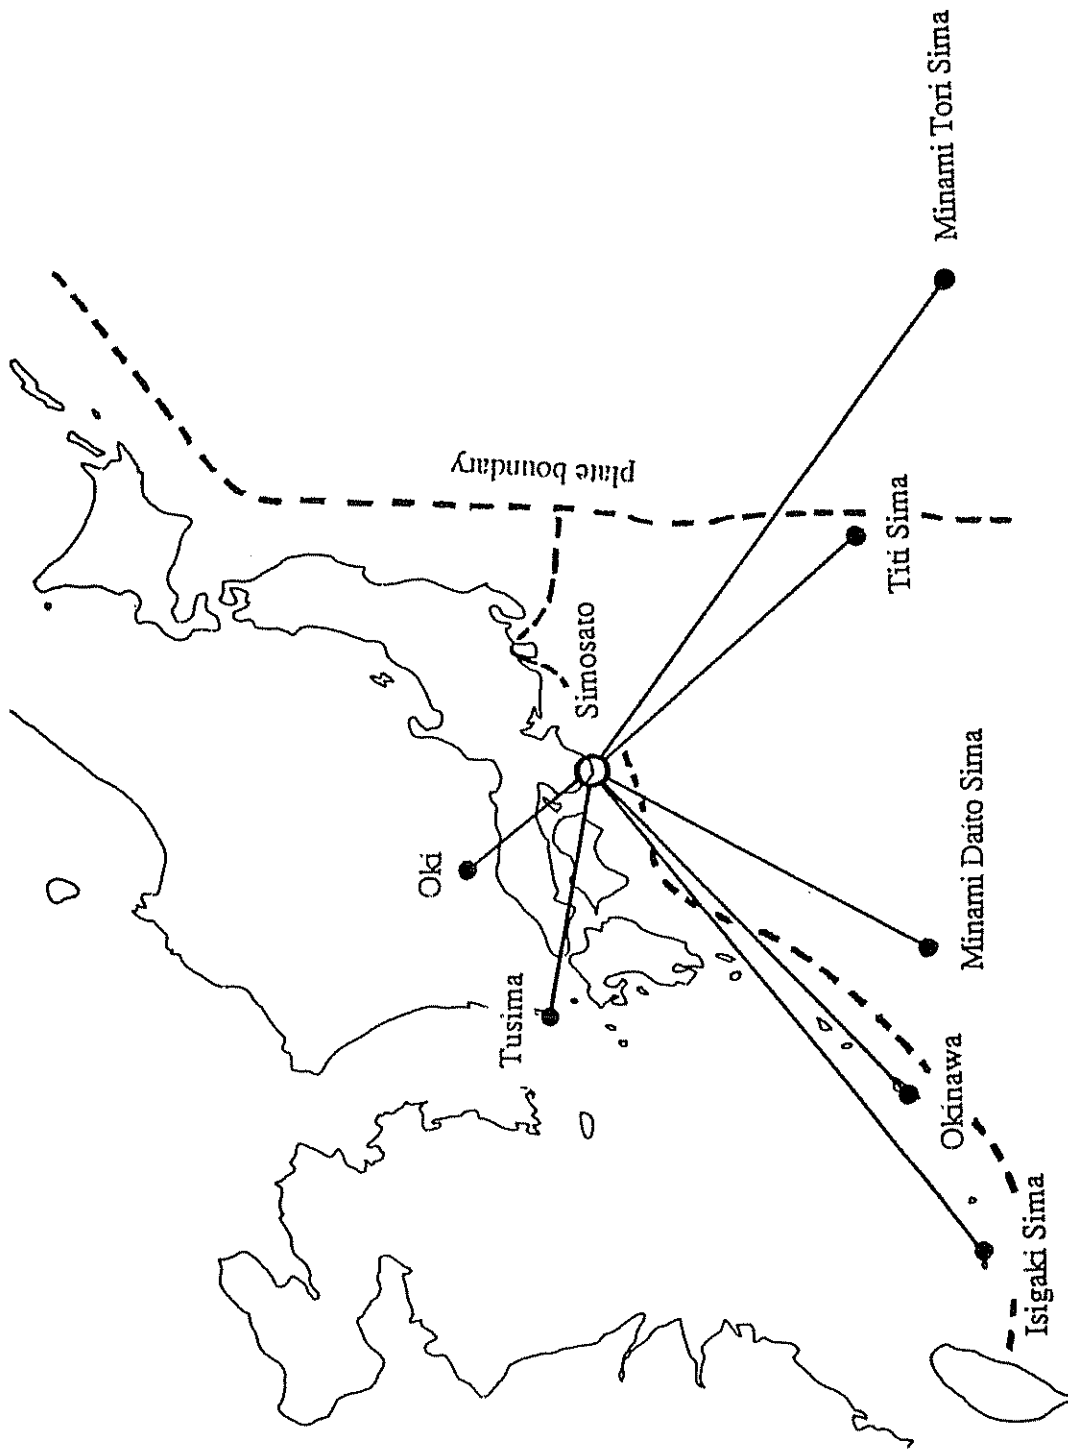 Oki
Tusima
Simosato
plate boundary
Isigaki Sima
Okinawa
Minami Daito Sima
Titi Sima
Minami Tori Sima